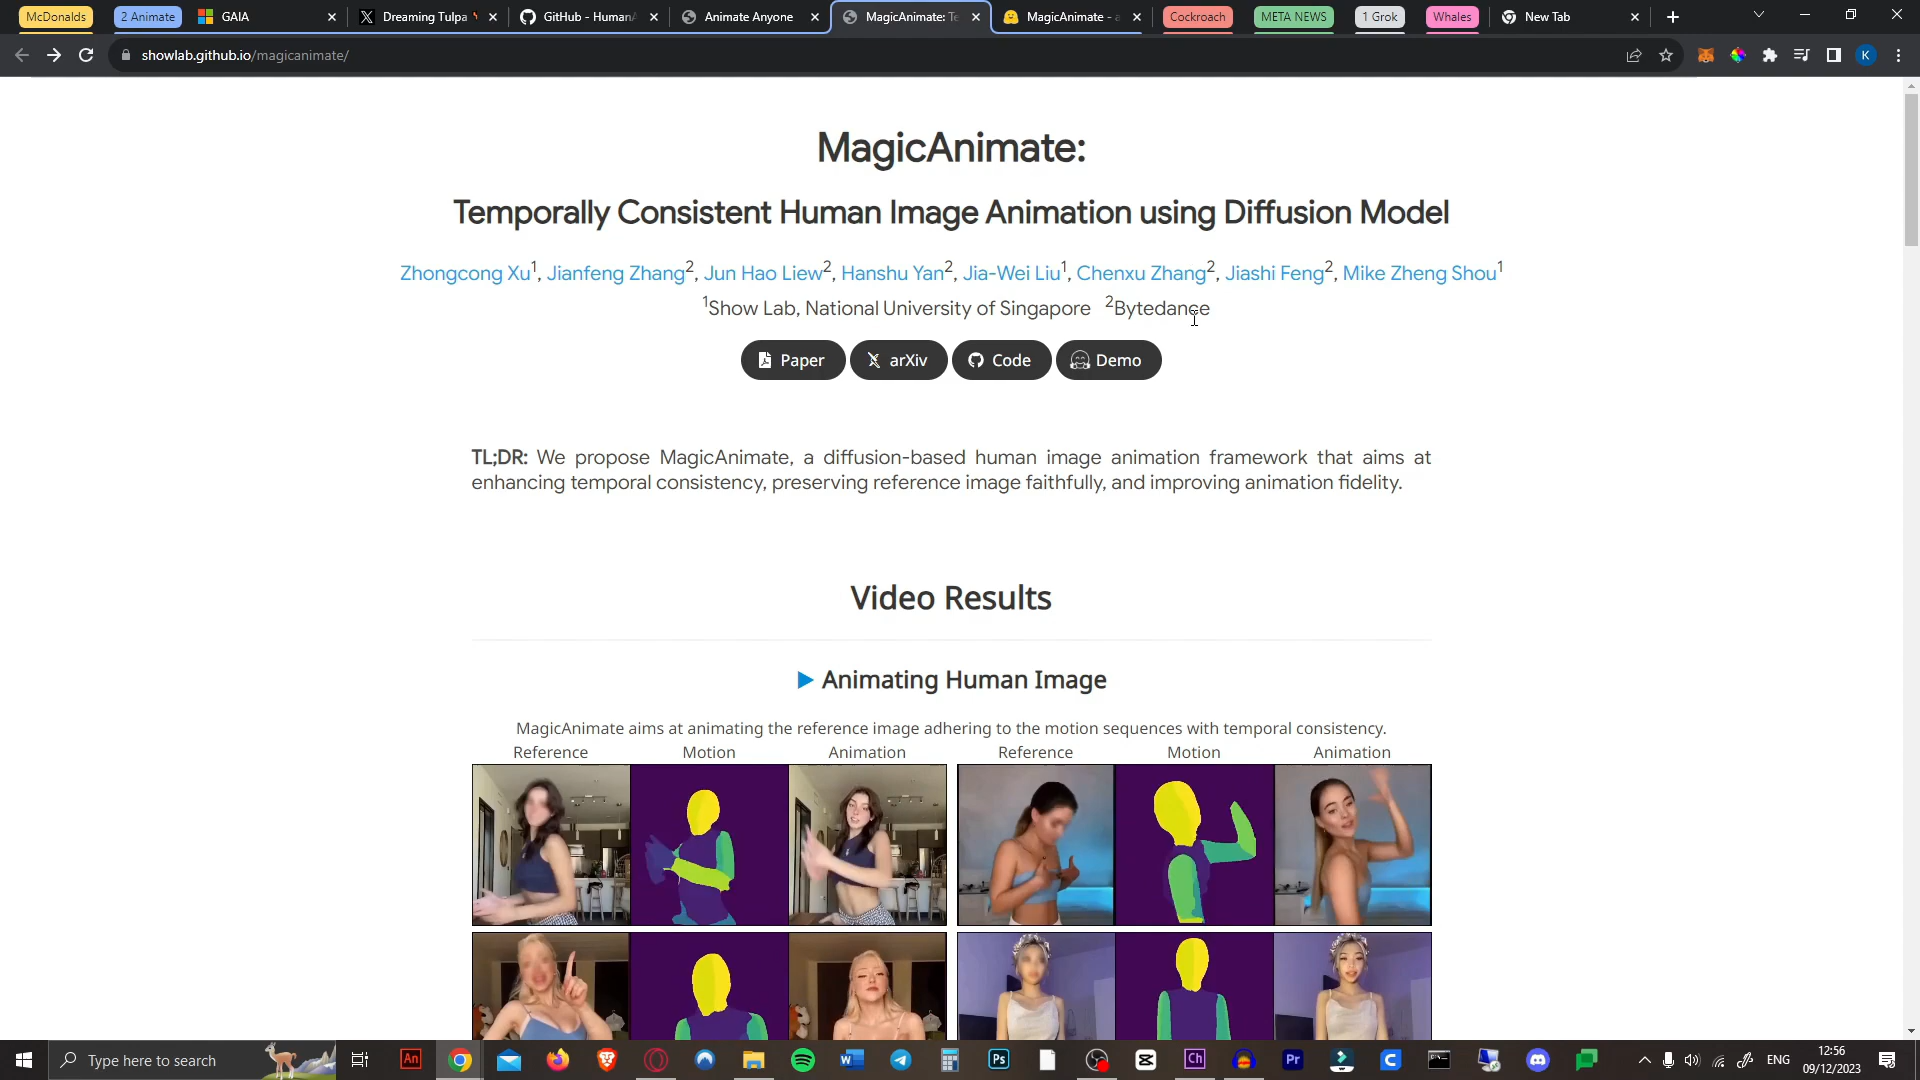 McDonalds
2 Animate
GAIA
Dreaming Tulpa
GitHub - Human
Animate Anyone
MagicAnimate: Te
MagicAnimate - a
Cockroach
META NEWS
1 Grok
Whales
New Tab
showlab.github.io/magicanimate/
K
MagicAnimate:
Temporally Consistent Human Image Animation using Diffusion Model
Zhongcong Xu1, Jianfeng Zhang2, Jun Hao Liew2, Hanshu Yan2, Jia-Wei Liu1, Chenxu Zhang2, Jiashi Feng2, Mike Zheng Shou1
1Show Lab, National University of Singapore 2Bytedance
Paper
arXiv
Code
Demo
TL;DR: We propose MagicAnimate, a diffusion-based human image animation framework that aims at
enhancing temporal consistency, preserving reference image faithfully, and improving animation fidelity.
Video Results
Animating Human Image
MagicAnimate aims at animating the reference image adhering to the motion sequences with temporal consistency.
Reference Motion Animation Reference Motion Animation
Type here to search
An
Ps
Ch
Pr
ENG
12:56
09/12/2023